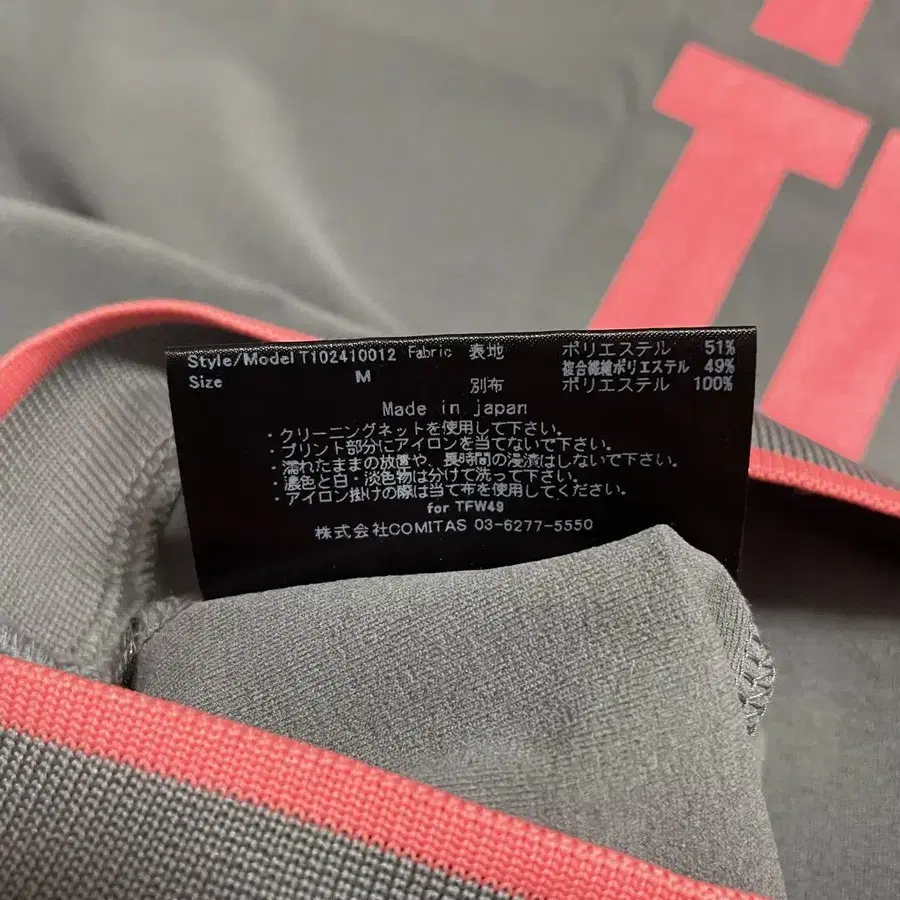 Style/Model T102410012 Fabric 表地 ポリエステル 51%
複合繊維ポリエステル 49%
Size M 別布 ポリエステル 100%
Made in japan
・クリーニングネットを使用して下さい。
・プリント部分にアイロンを当てないで下さい。
・濡れたままの放置や、長時間の浸漬はしないで下さい。
・濃色と白・淡色物は分けて洗って下さい。
・アイロン掛けの際は当て布を使用してください。
for TFW49
株式会社COMITAS 03-6277-5550